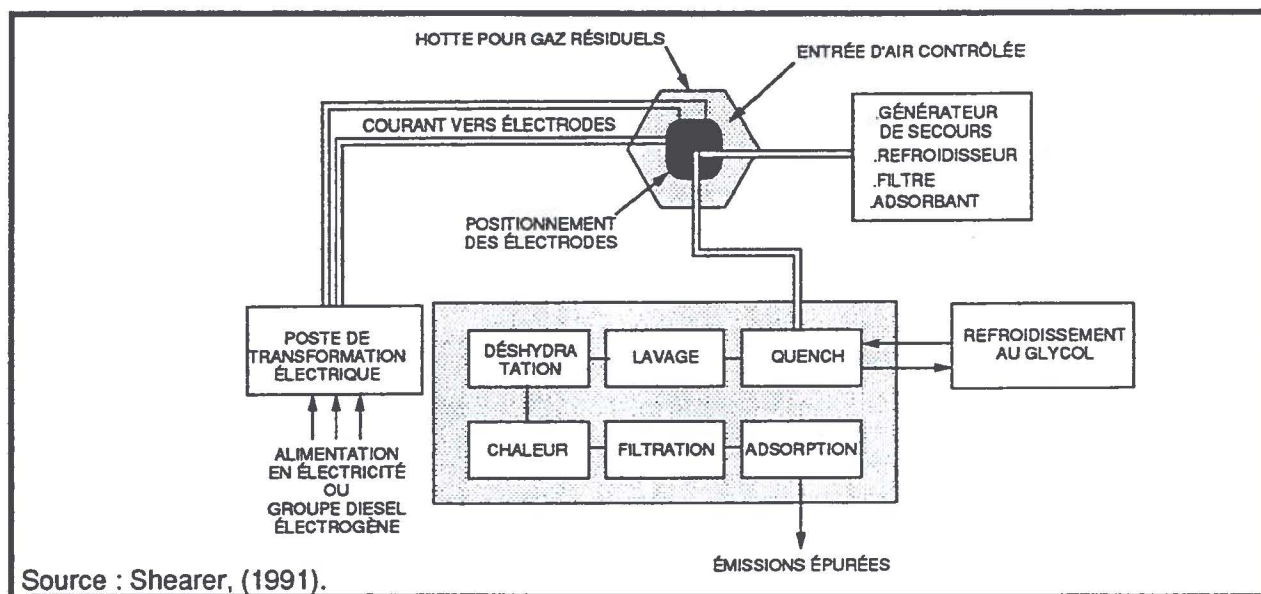 HOTTE POUR GAZ RÉSIDUELS
ENTRÉE D'AIR CONTRÔLÉE
COURANT VERS ÉLECTRODES
.GÉNÉRATEUR
DE SECOURS
.REFROIDISSEUR
.FILTRE
.ADSORBANT
POSITIONNEMENT
DES ÉLECTRODES
POSTE DE
TRANSFORMATION
ÉLECTRIQUE
DÉSHYDRA
TATION
LAVAGE
QUENCH
REFROIDISSEMENT
AU GLYCOL
CHALEUR
FILTRATION
ADSORPTION
ALIMENTATION
EN ÉLECTRICITÉ
OU
GROUPE DIESEL
ÉLECTROGÈNE
ÉMISSIONS ÉPURÉES
Source : Shearer, (1991).